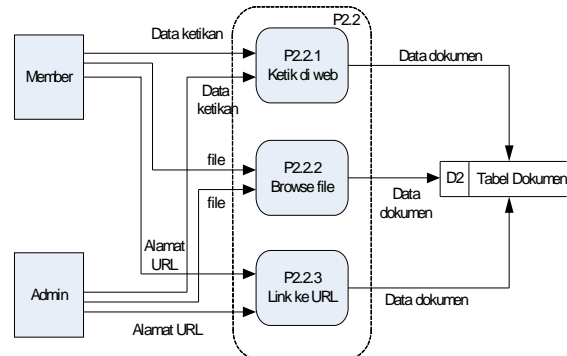 P2.2
Data ketikan
P2.2.1
Ketik di web
Data dokumen
Member
Data
ketikan
file
P2.2.2
Browse file
D2
Tabel Dokumen
file
Data
dokumen
Alamat
URL
P2.2.3
Link ke URL
Admin
Data dokumen
Alamat URL